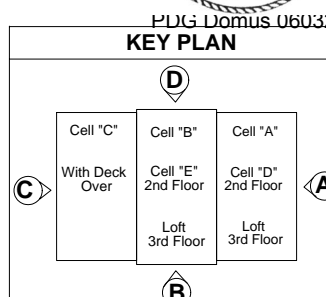 PDG Domus 0603
KEY PLAN
D
Cell "C"
Cell "B"
Cell "A"
With Deck
Over
Cell "E"
2nd Floor
Cell "D"
2nd Floor
C
A
Loft
3rd Floor
Loft
3rd Floor
B